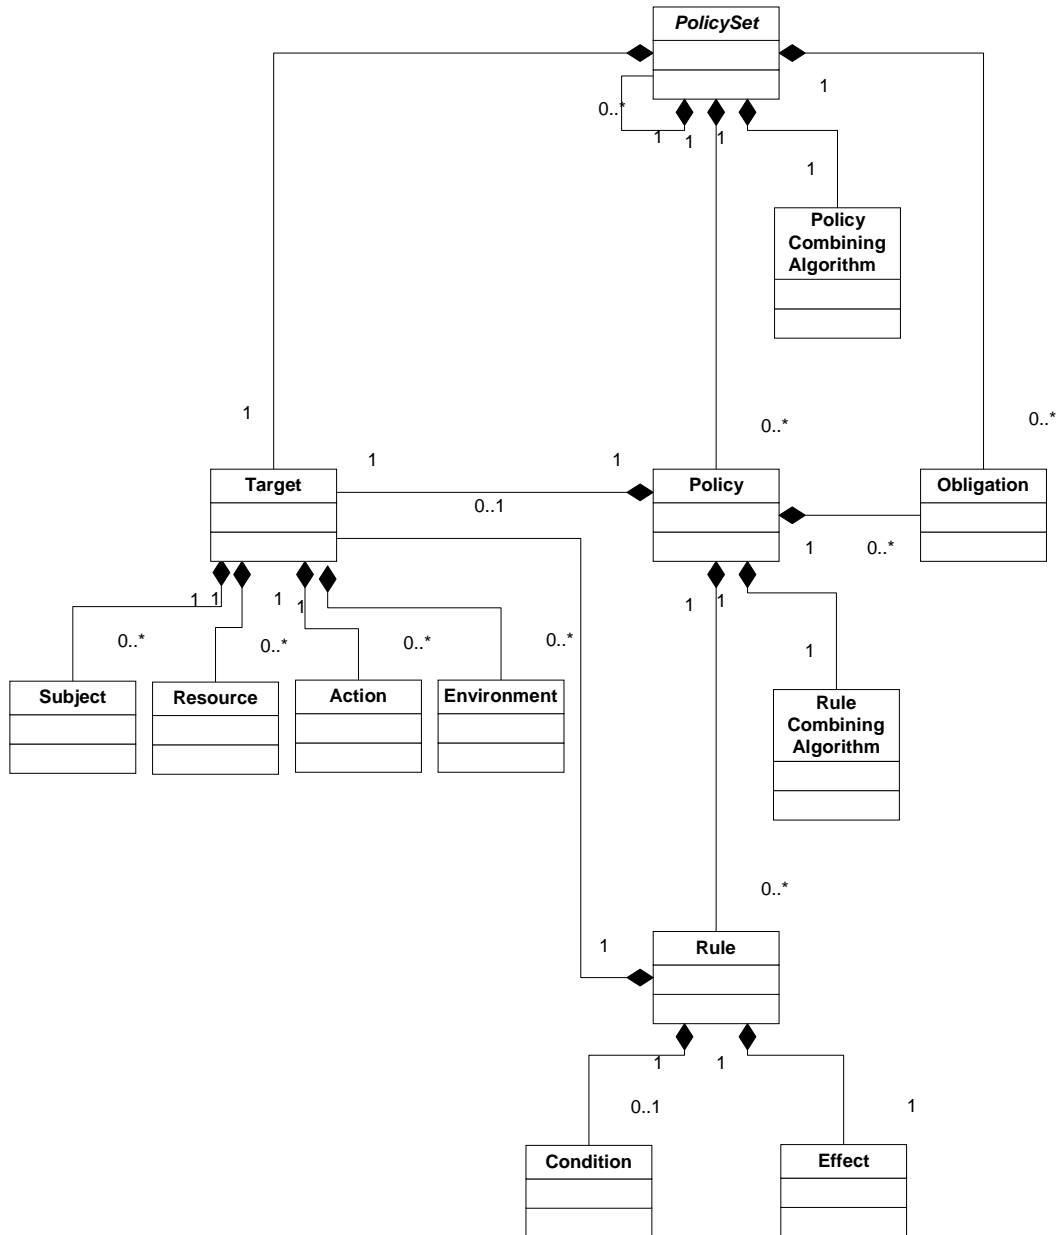 PolicySet
1
0..*
1
1
1
1
Policy
Combining
Algorithm
1
0..*
0..*
1
1
Target
Policy
Obligation
0..1
1
0..*
1
1
1
1
1
1
0..*
0..*
0..*
0..*
1
Subject
Resource
Action
Environment
Rule
Combining
Algorithm
0..*
1
Rule
1
1
0..1
1
Condition
Effect